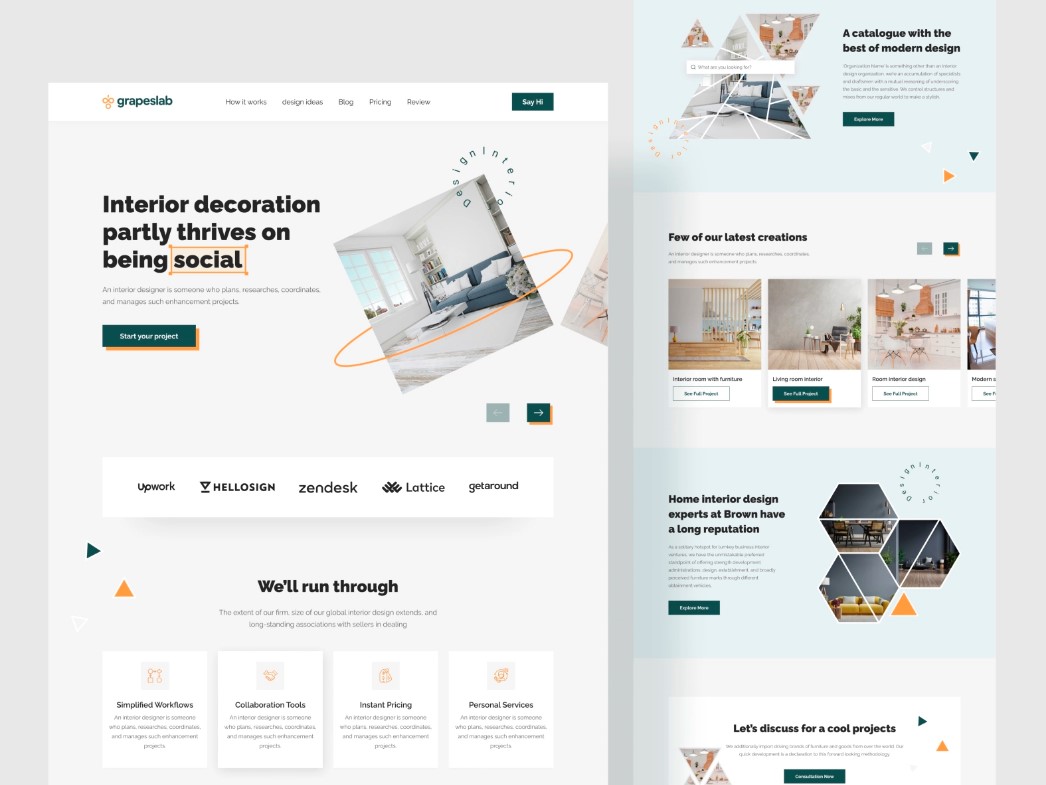 grapeslab
How it works
design ideas
Blog
Pricing
Review
Say Hi
Design Interior
Interior decoration
partly thrives on
being social
An interior designer is someone who plans, researches, coordinates,
and manages such enhancement projects.
Start your project
upwork
HELLOSIGN
zendesk
Lattice
getaround
We'll run through
The extent of our firm, size of our global interior design extends, and
long-standing associations with sellers in dealing
Simplified Workflows
An interior designer is someone
who plans, researches, coordinates,
and manages such enhancement
projects.
Collaboration Tools
An interior designer is someone
who plans, researches, coordinates,
and manages such enhancement
projects.
Instant Pricing
An interior designer is someone
who plans, researches, coordinates,
and manages such enhancement
projects.
Personal Services
An interior designer is someone
who plans, researches, coordinates,
and manages such enhancement
projects.
What are you looking for?
Design Interior
A catalogue with the
best of modern design
Explore More
Few of our latest creations
An interior designer is someone who plans, researches, coordinates,
and manages such enhancement projects
Interior room with furniture
See Full Project
Living room interior
See Full Project
Room interior design
See Full Project
Modern s
See F
Home interior design
experts at Brown have
a long reputation
Explore More
Design Interior
Let's discuss for a cool projects
Consultation Now